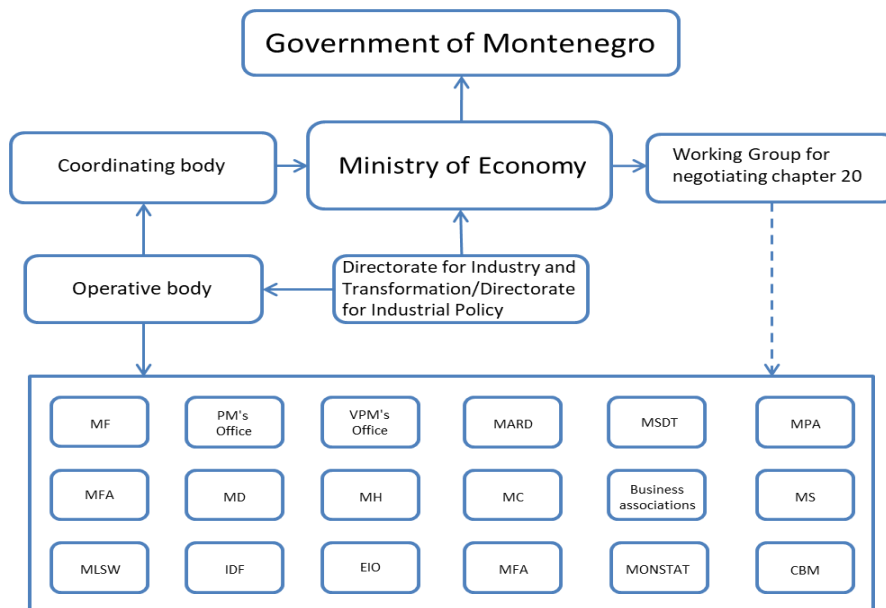 Government of Montenegro
Coordinating body
Ministry of Economy
Working Group for
negotiating chapter 20
Operative body
Directorate for Industry and
Transformation/Directorate
for Industrial Policy
MF
PM's
Office
VPM's
Office
MARD
MSDT
MPA
MFA
MD
MH
MC
Business
associations
MS
MLSW
IDF
EIO
MFA
MONSTAT
CBM